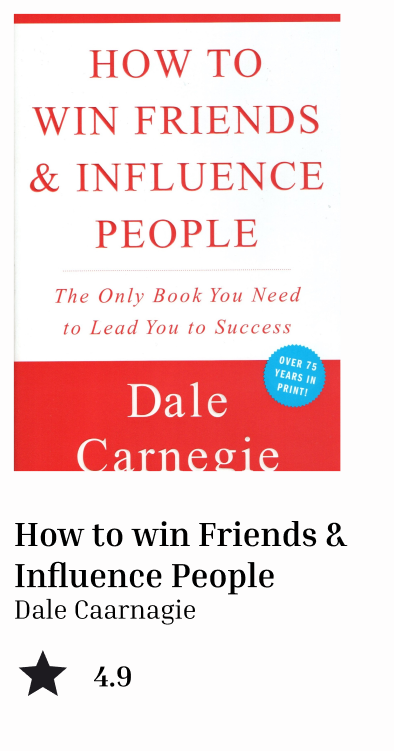 HOW TO
WIN FRIENDS
& INFLUENCE
PEOPLE
The Only Book You Need
to Lead You to Success
OVER 75
YEARS IN
PRINT!
Dale
Carnegie
How to win Friends &
Influence People
Dale Caarnagie
4.9